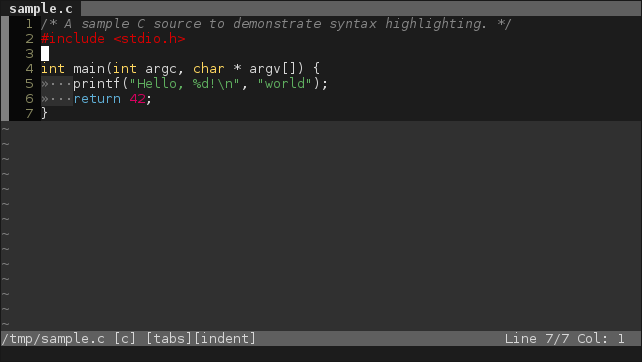 sample.c
1 /* A sample C source to demonstrate syntax highlighting. */
2 #include <stdio.h>
3
4 int main(int argc, char * argv[]) {
5 »···printf("Hello, %d!\n", "world");
6 »···return 42;
7 }
~
~
~
~
~
~
~
~
~
~
~
~
~
~
/tmp/sample.c [c] [tabs][indent] Line 7/7 Col: 1